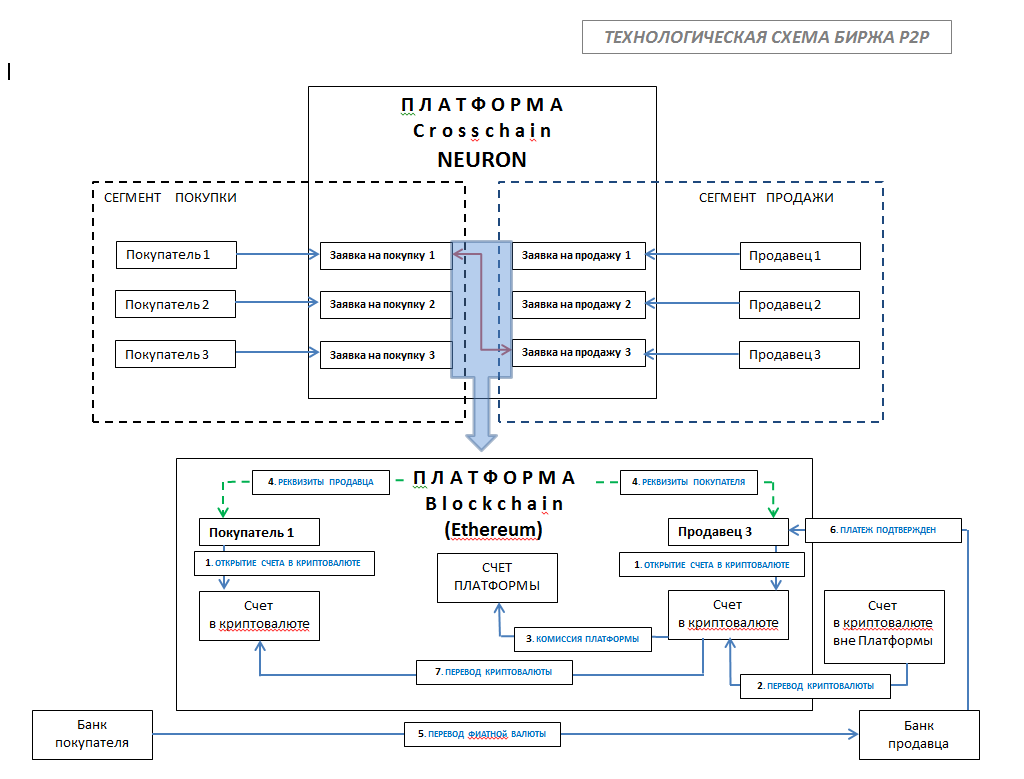 ТЕХНОЛОГИЧЕСКАЯ СХЕМА БИРЖА P2P
П Л А Т Ф О Р М А
C r o s s c h a i n
NEURON
СЕГМЕНТ ПОКУПКИ
СЕГМЕНТ ПРОДАЖИ
Покупатель 1
Заявка на покупку 1
Заявка на продажу 1
Продавец 1
Покупатель 2
Заявка на покупку 2
Заявка на продажу 2
Продавец 2
Покупатель 3
Заявка на покупку 3
Заявка на продажу 3
Продавец 3
П Л А Т Ф О Р М А
B l o c k c h a i n
(Ethereum)
4. РЕКВИЗИТЫ ПРОДАВЦА
4. РЕКВИЗИТЫ ПОКУПАТЕЛЯ
Покупатель 1
Продавец 3
6. ПЛАТЕЖ ПОДТВЕРЖДЕН
1. ОТКРЫТИЕ СЧЕТА В КРИПТОВАЛЮТЕ
СЧЕТ
ПЛАТФОРМЫ
1. ОТКРЫТИЕ СЧЕТА В КРИПТОВАЛЮТЕ
Счет
в криптовалюте
Счет
в криптовалюте
Счет
в криптовалюте
вне Платформы
3. КОМИССИЯ ПЛАТФОРМЫ
7. ПЕРЕВОД КРИПТОВАЛЮТЫ
2. ПЕРЕВОД КРИПТОВАЛЮТЫ
Банк
покупателя
5. ПЕРЕВОД ФИАТНОЙ ВАЛЮТЫ
Банк
продавца